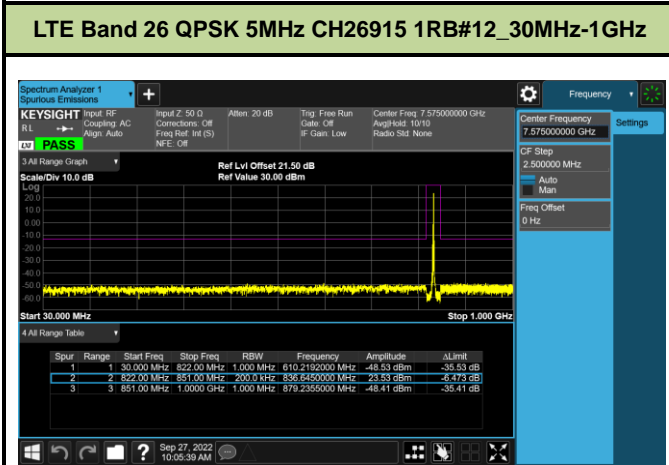 LTE Band 26 QPSK 5MHz CH26915 1RB#12_30MHz-1GHz
Spectrum Analyzer 1
Spurious Emissions
Frequency
KEYSIGHT Input: RF Input Z: 50 Ω Atten: 20 dB Trig: Free Run Center Freq: 7.575000000 GHz
RL Coupling: AC Corrections: Off Gate: Off Avg|Hold: 10/10
Align: Auto Freq Ref: Int (S) IF Gain: Low Radio Std: None
NFE: Off
PASS
Center Frequency
7.575000000 GHz
Settings
CF Step
2.500000 MHz
Auto
Man
Freq Offset
0 Hz
3 All Range Graph
Ref Lvl Offset 21.50 dB
Scale/Div 10.0 dB Ref Value 30.00 dBm
Log
20.0
10.0
0.00
-10.0
-20.0
-30.0
-40.0
-50.0
-60.0
Start 30.000 MHz Stop 1.000 GHz
4 All Range Table
Spur Range Start Freq Stop Freq RBW Frequency Amplitude ΔLimit
1 1 30.000 MHz 822.00 MHz 1.000 MHz 610.2192000 MHz -48.53 dBm -35.53 dB
2 2 822.00 MHz 851.00 MHz 200.0 kHz 836.6450000 MHz 23.53 dBm -6.473 dB
3 3 851.00 MHz 1.0000 GHz 1.000 MHz 879.2355000 MHz -48.41 dBm -35.41 dB
Sep 27, 2022
10:05:39 AM